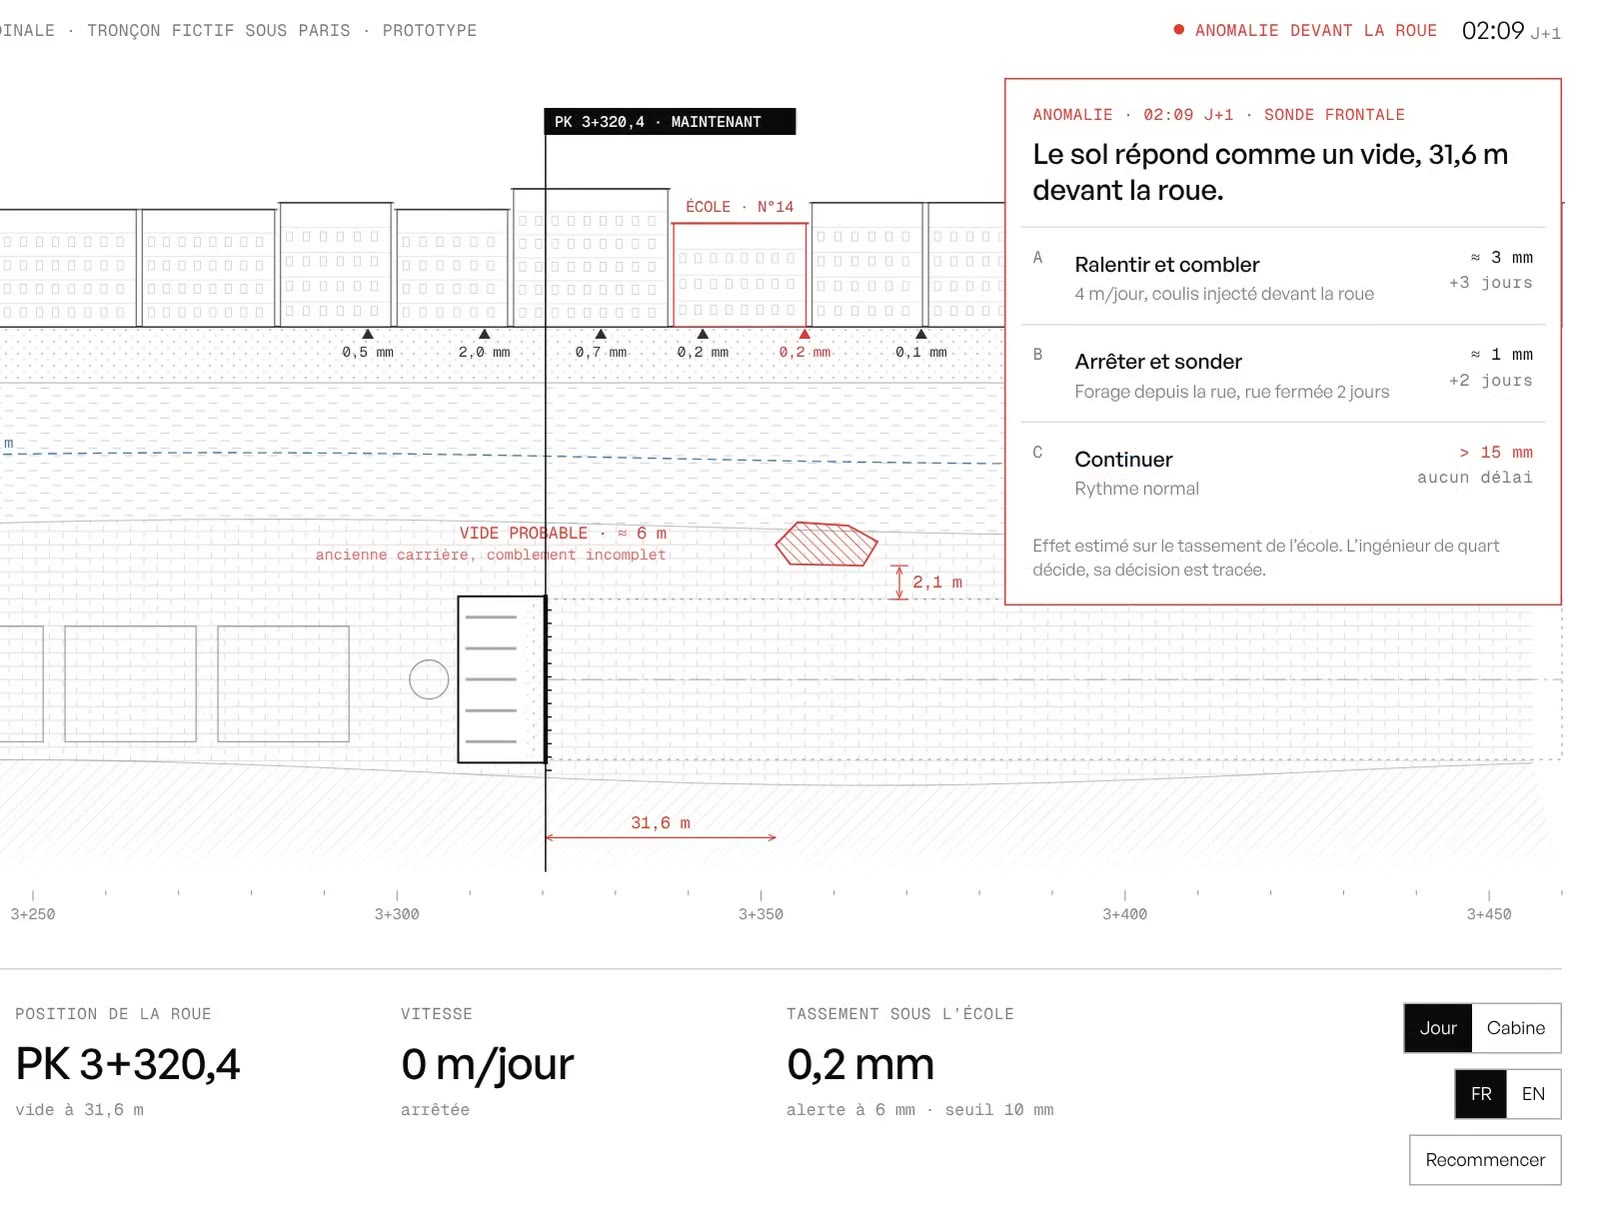 DINALE · TRONÇON FICTIF SOUS PARIS · PROTOTYPE
ANOMALIE DEVANT LA ROUE
02:09 J+1
PK 3+320,4 · MAINTENANT
ANOMALIE · 02:09 J+1 · SONDE FRONTALE
Le sol répond comme un vide, 31,6 m
devant la roue.
A
Ralentir et combler
≈ 3 mm
4 m/jour, coulis injecté devant la roue
+3 jours
B
Arrêter et sonder
≈ 1 mm
Forage depuis la rue, rue fermée 2 jours
+2 jours
C
Continuer
> 15 mm
Rythme normal
aucun délai
Effet estimé sur le tassement de l’école. L’ingénieur de quart
décide, sa décision est tracée.
ÉCOLE · N°14
0,5 mm
2,0 mm
0,7 mm
0,2 mm
0,2 mm
0,1 mm
m
VIDE PROBABLE · ≈ 6 m
ancienne carrière, comblement incomplet
2,1 m
31,6 m
3+250
3+300
3+350
3+400
3+450
POSITION DE LA ROUE
PK 3+320,4
vide à 31,6 m
VITESSE
0 m/jour
arrêtée
TASSEMENT SOUS L’ÉCOLE
0,2 mm
alerte à 6 mm · seuil 10 mm
Jour
Cabine
FR
EN
Recommencer